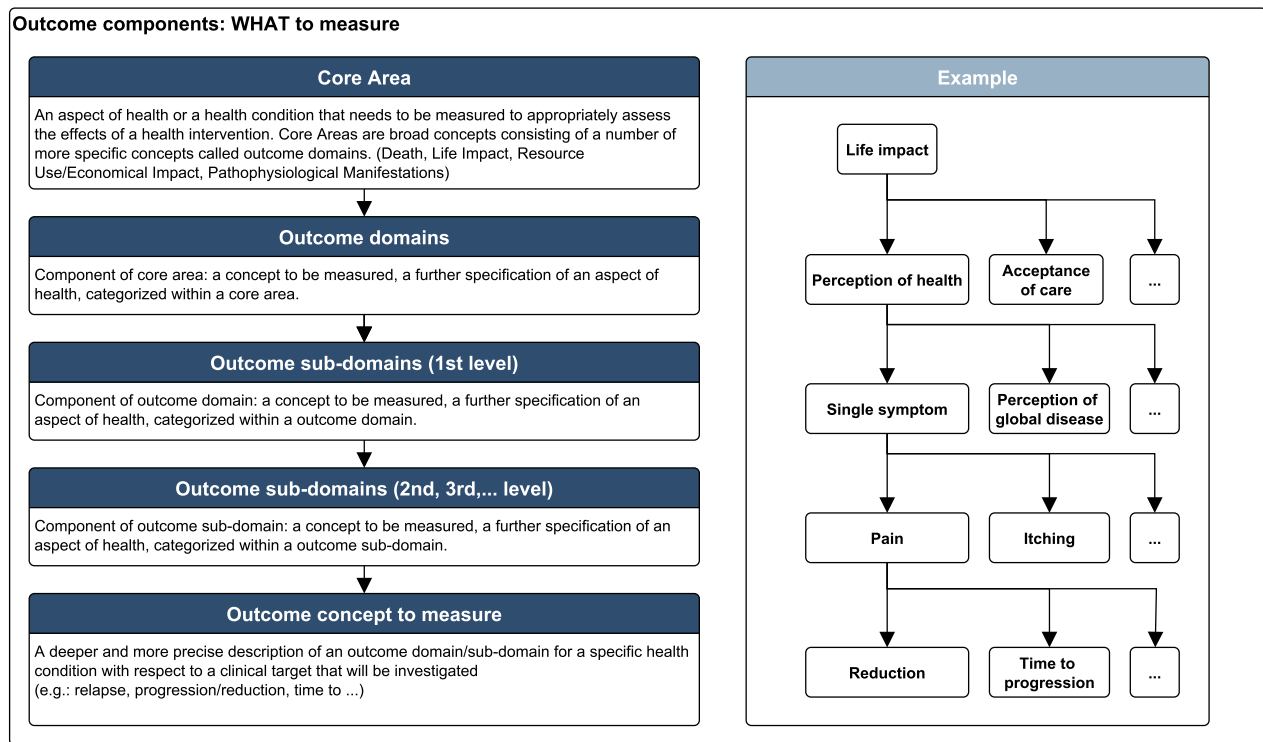 Outcome components: WHAT to measure
Core Area
An aspect of health or a health condition that needs to be measured to appropriately assess
the effects of a health intervention. Core Areas are broad concepts consisting of a number of
more specific concepts called outcome domains. (Death, Life Impact, Resource
Use/Economical Impact, Pathophysiological Manifestations)
Outcome domains
Component of core area: a concept to be measured, a further specification of an aspect of
health, categorized within a core area.
Outcome sub-domains (1st level)
Component of outcome domain: a concept to be measured, a further specification of an
aspect of health, categorized within a outcome domain.
Outcome sub-domains (2nd, 3rd,... level)
Component of outcome sub-domain: a concept to be measured, a further specification of an
aspect of health, categorized within a outcome sub-domain.
Outcome concept to measure
A deeper and more precise description of an outcome domain/sub-domain for a specific health
condition with respect to a clinical target that will be investigated
(e.g.: relapse, progression/reduction, time to ...)
Example
Life impact
Perception of health
Acceptance
of care
...
Single symptom
Perception of
global disease
...
Pain
Itching
...
Reduction
Time to
progression
...